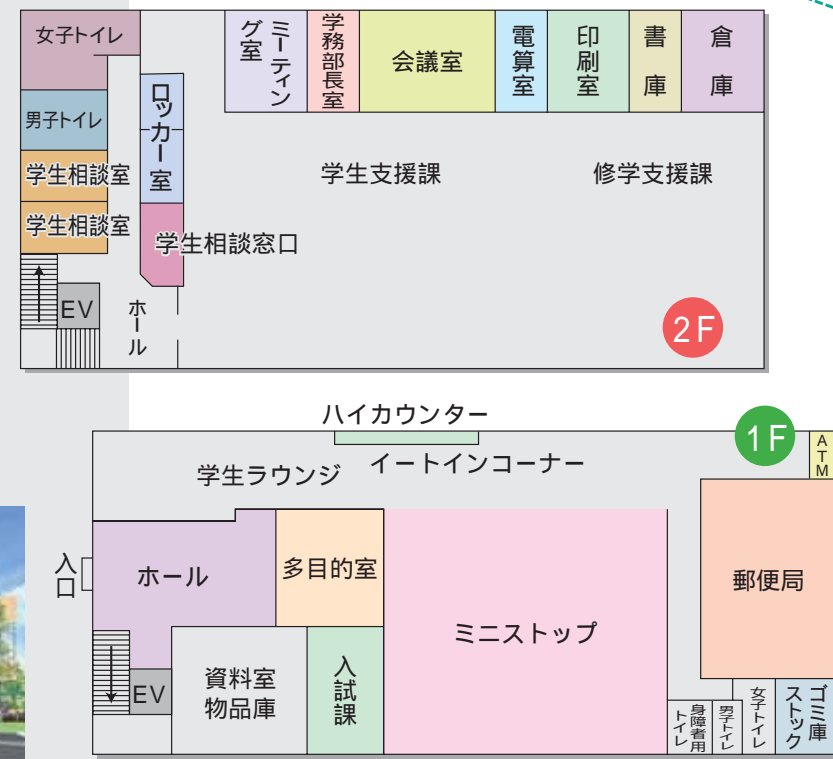 女子トイレ
男子トイレ
学生相談室
学生相談室
EV
ロッカー室
学生相談窓口
ホール
ミーティン
グ室
学務部長室
会議室
電算室
印刷室
書庫
倉庫
学生支援課
修学支援課
2F
ハイカウンター
1F
ATM
学生ラウンジ
イートインコーナー
入口
ホール
多目的室
ミニストップ
郵便局
EV
資料室
物品庫
入試課
身障者用
トイレ
男子トイレ
女子トイレ
ゴミ庫
ストック